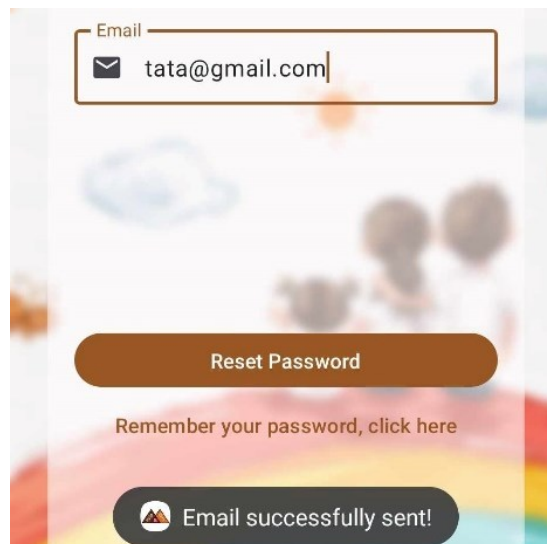 Email
tata@gmail.com
Reset Password
Remember your password, click here
Email successfully sent!